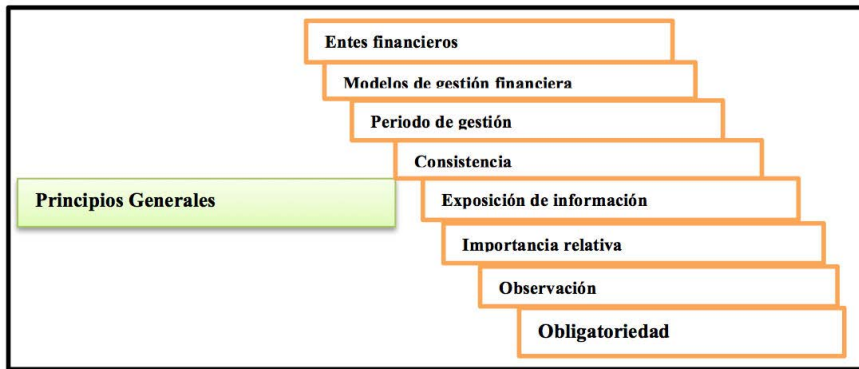 Entes financieros
Modelos de gestión financiera
Periodo de gestión
Consistencia
Principios Generales
Exposición de información
Importancia relativa
Observación
Obligatoriedad